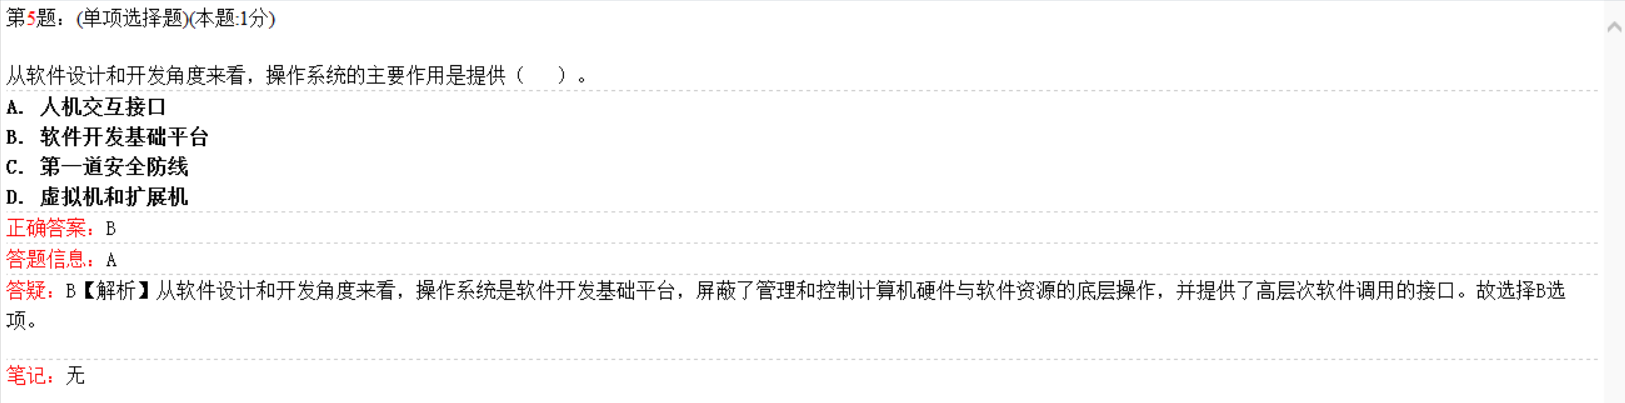 第5题：(单项选择题)(本题:1分)
从软件设计和开发角度来看，操作系统的主要作用是提供（　　）。
A. 人机交互接口
B. 软件开发基础平台
C. 第一道安全防线
D. 虚拟机和扩展机
正确答案：B
答题信息：A
答疑：B【解析】从软件设计和开发角度来看，操作系统是软件开发基础平台，屏蔽了管理和控制计算机硬件与软件资源的底层操作，并提供了高层次软件调用的接口。故选择B选
项。
笔记：无